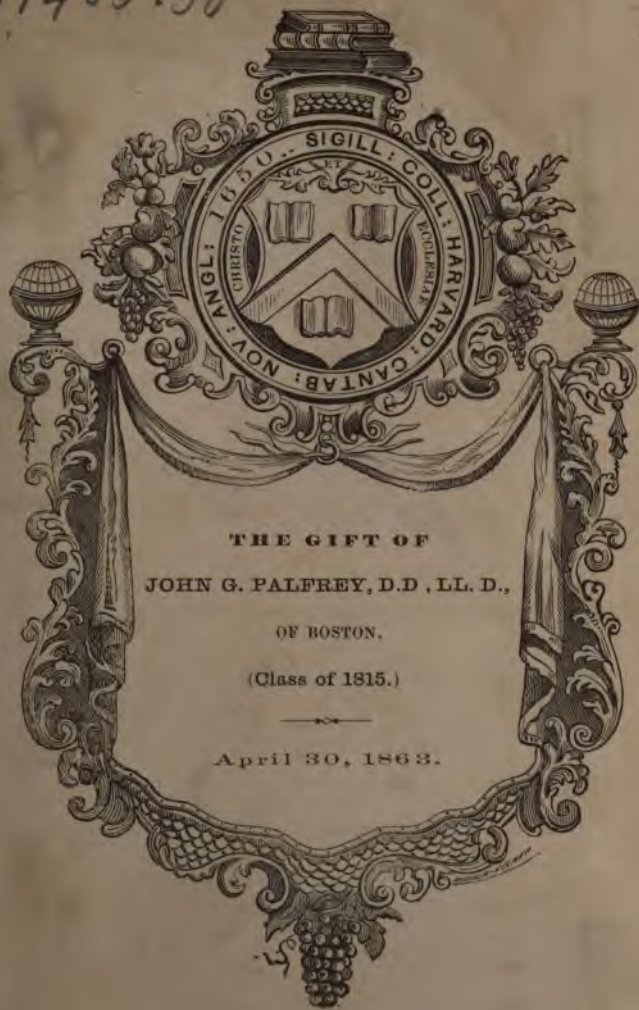 SIGILL: COLL: HARVARD: CANTAB: NOV: ANGL: 1650..
CHRISTO ET ECCLESIAE
THE GIFT OF
JOHN G. PALFREY, D.D., LL. D.,
OF BOSTON.
(Class of 1815.)
April 30, 1863.